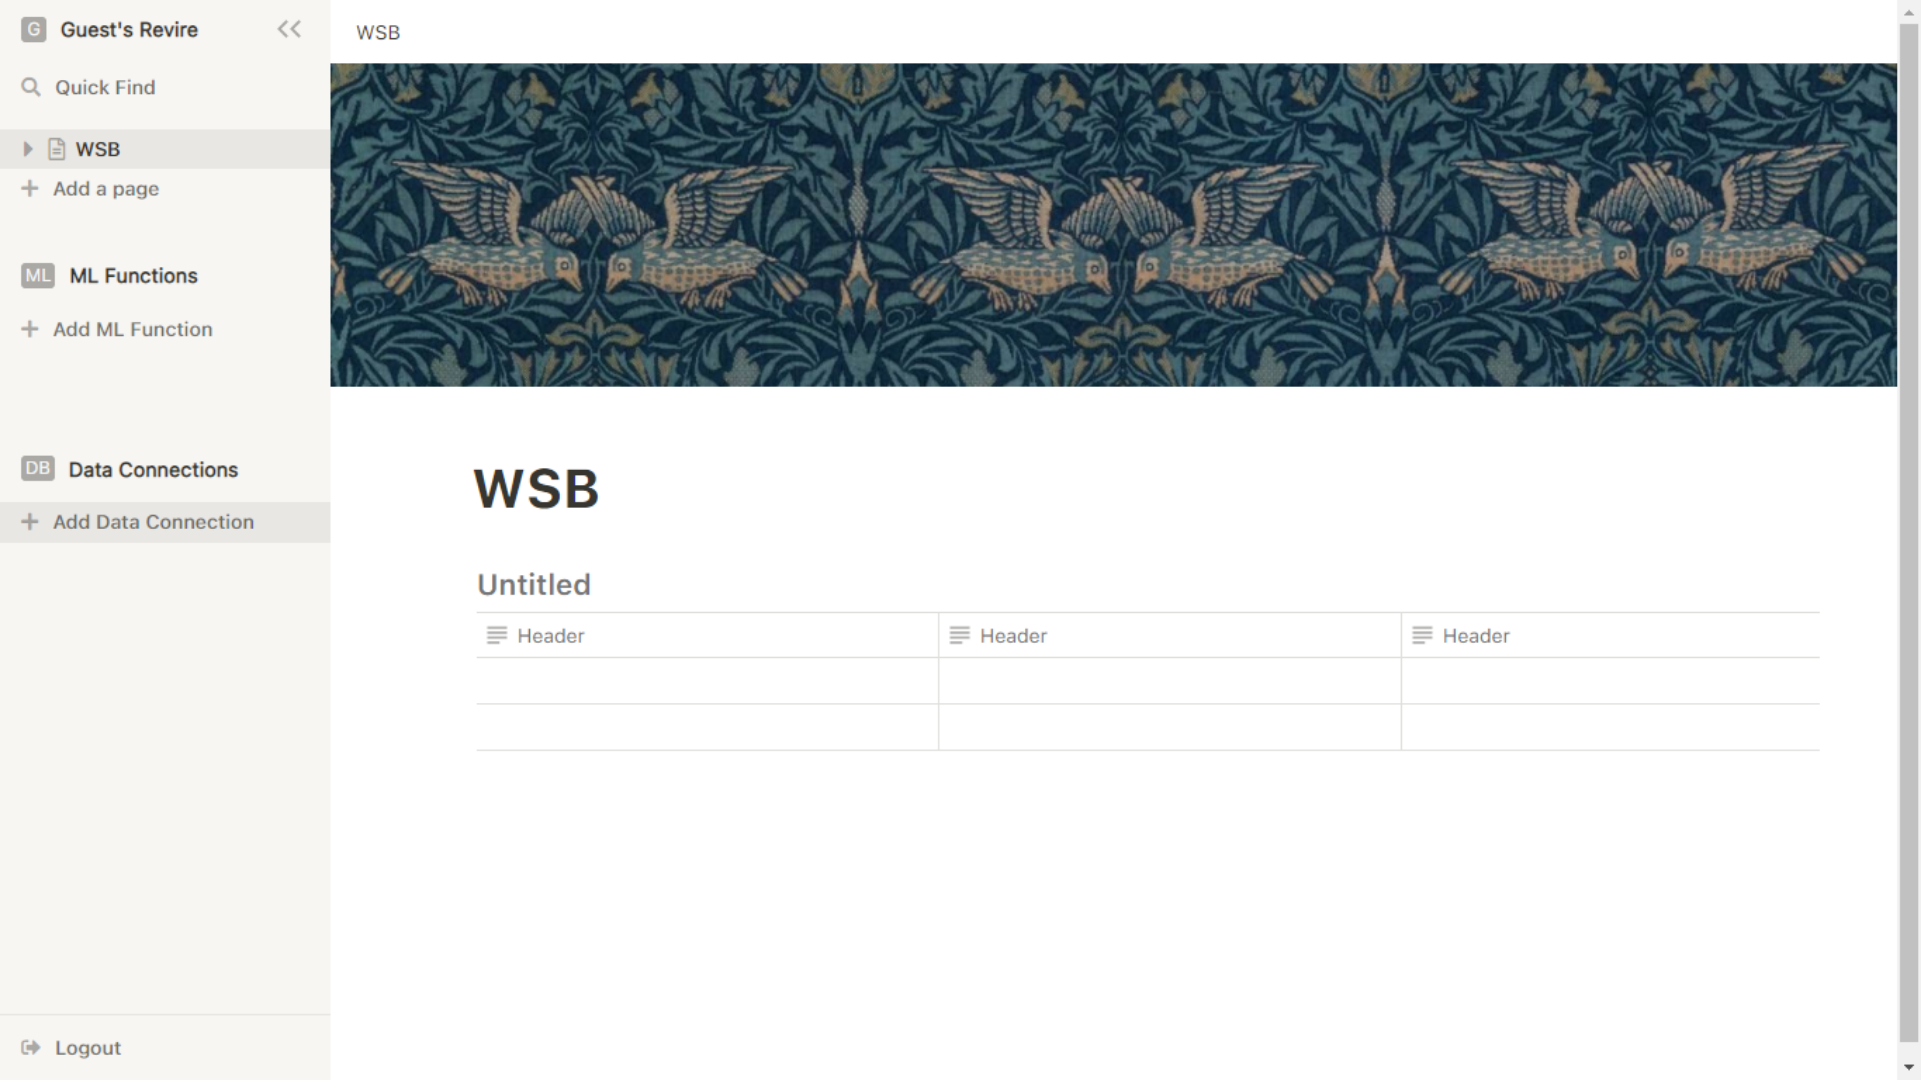 G Guest's Revire
Quick Find
WSB
Add a page
ML ML Functions
Add ML Function
DB Data Connections
Add Data Connection
Logout
WSB
WSB
Untitled
Header Header Header